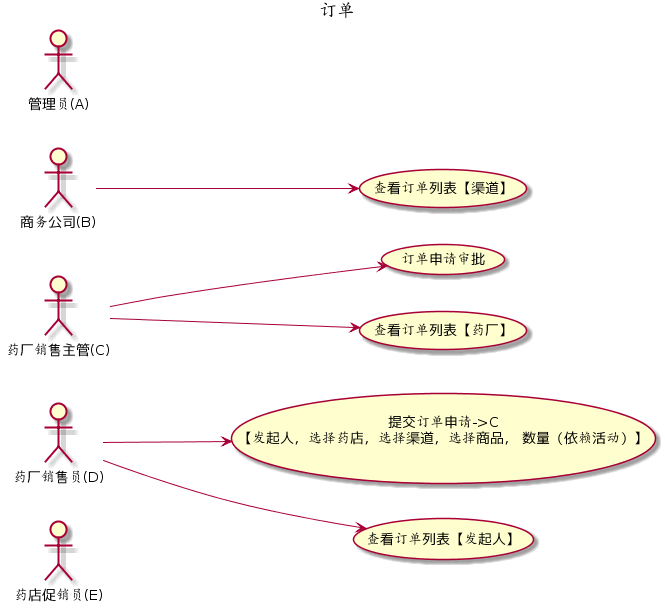 订单
管理员(A)
商务公司(B)
查看订单列表【渠道】
订单申请审批
药厂销售主管(C)
查看订单列表【药厂】
提交订单申请->C
【发起人，选择药店，选择渠道，选择商品， 数量（依赖活动）】
药厂销售员(D)
查看订单列表【发起人】
药店促销员(E)